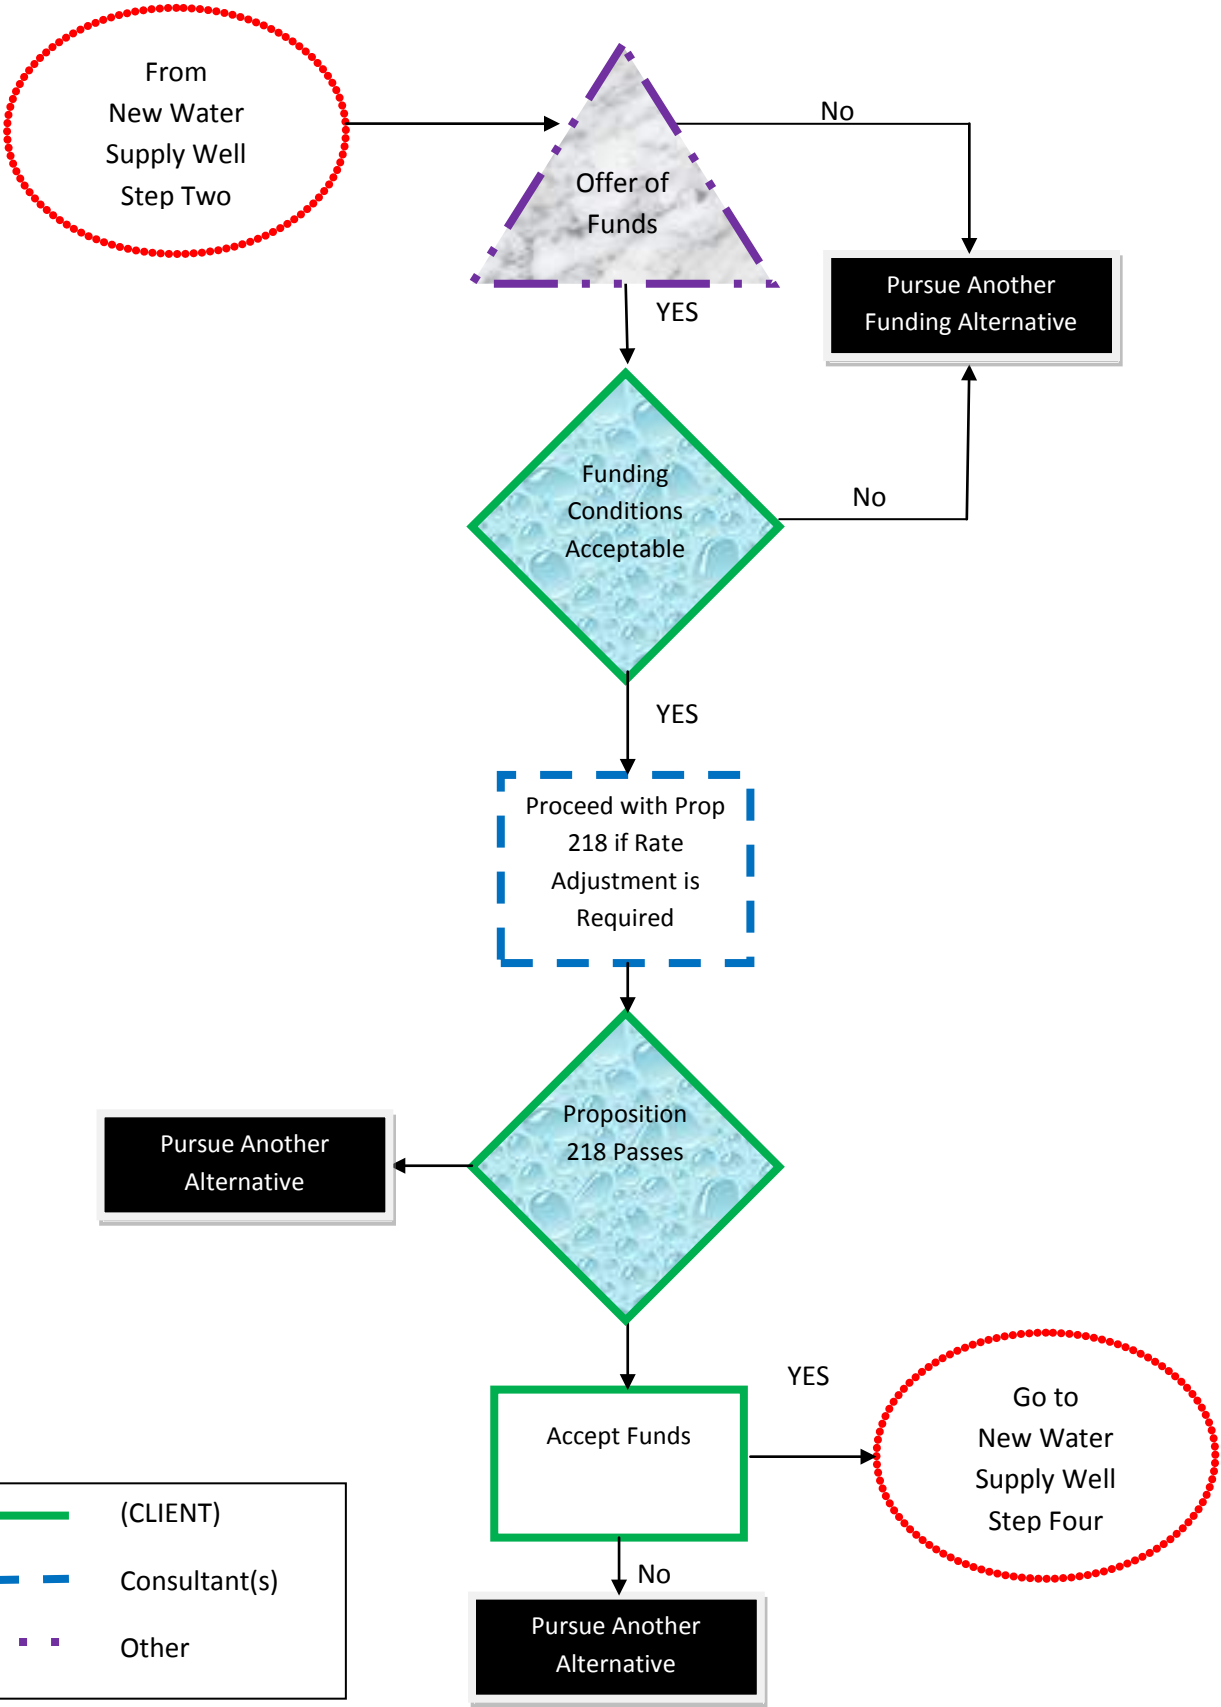 From
New Water
Supply Well
Step Two
Offer of
Funds
No
Pursue Another
Funding Alternative
YES
Funding
Conditions
Acceptable
No
YES
Proceed with Prop
218 if Rate
Adjustment is
Required
Proposition
218 Passes
Pursue Another
Alternative
Accept Funds
YES
Go to
New Water
Supply Well
Step Four
No
Pursue Another
Alternative
(CLIENT)
Consultant(s)
Other